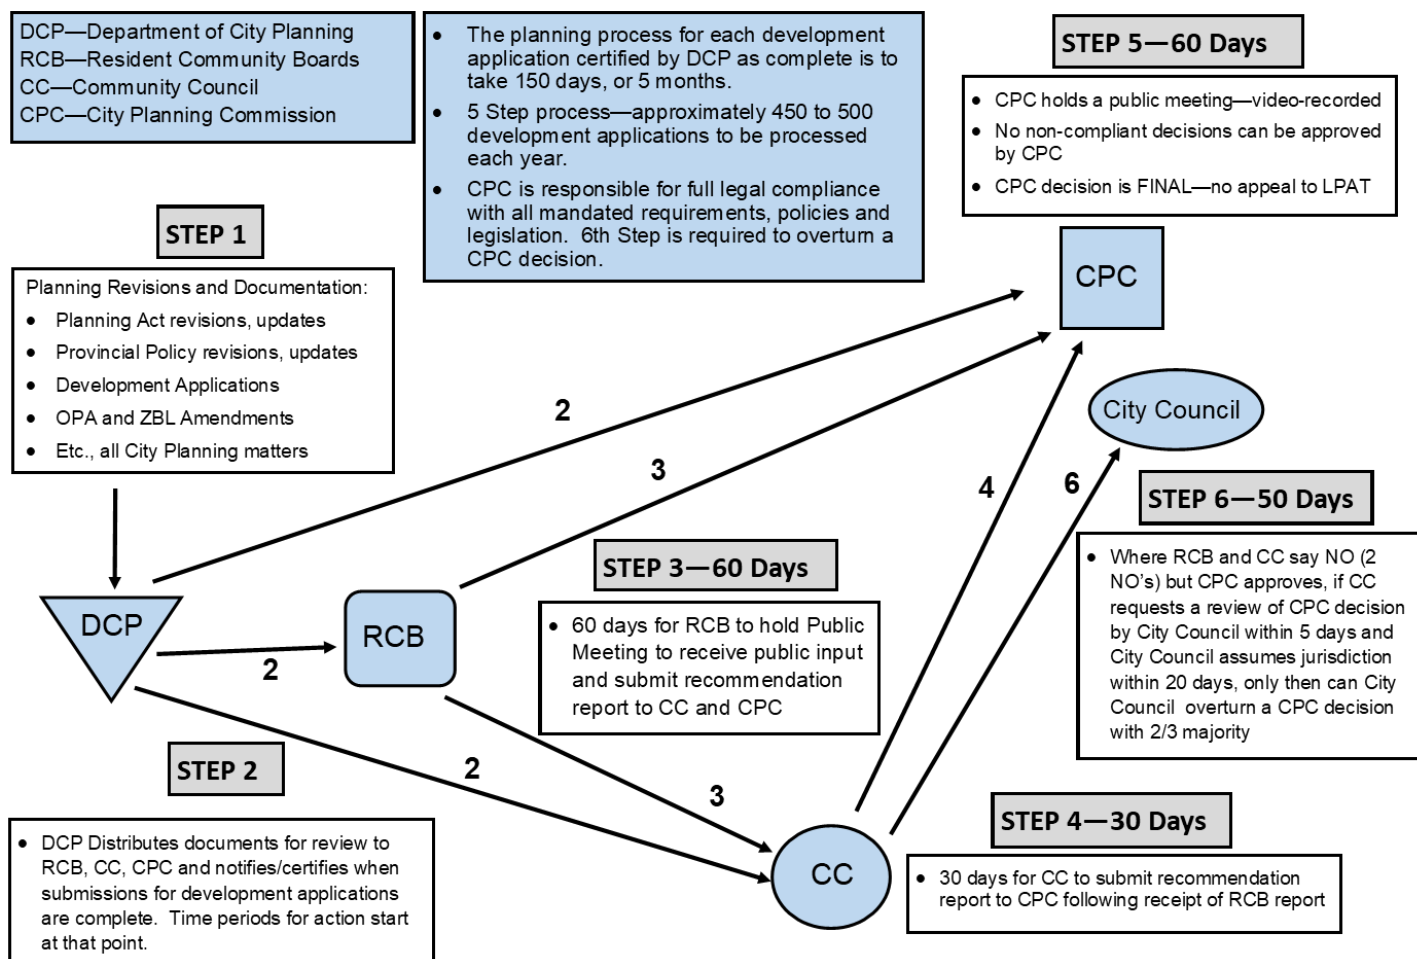 DCP—Department of City Planning
RCB—Resident Community Boards
CC—Community Council
CPC—City Planning Commission
• The planning process for each development
application certified by DCP as complete is to
take 150 days, or 5 months.
• 5 Step process—approximately 450 to 500
development applications to be processed
each year.
• CPC is responsible for full legal compliance
with all mandated requirements, policies and
legislation. 6th Step is required to overturn a
CPC decision.
STEP 5—60 Days
• CPC holds a public meeting—video-recorded
• No non-compliant decisions can be approved
by CPC
• CPC decision is FINAL—no appeal to LPAT
STEP 1
Planning Revisions and Documentation:
• Planning Act revisions, updates
• Provincial Policy revisions, updates
• Development Applications
• OPA and ZBL Amendments
• Etc., all City Planning matters
CPC
City Council
2
3
4
6
STEP 6—50 Days
• Where RCB and CC say NO (2
NO's) but CPC approves, if CC
requests a review of CPC decision
by City Council within 5 days and
City Council assumes jurisdiction
within 20 days, only then can City
Council overturn a CPC decision
with 2/3 majority
STEP 3—60 Days
• 60 days for RCB to hold Public
Meeting to receive public input
and submit recommendation
report to CC and CPC
DCP
2
RCB
STEP 2
2
3
• DCP Distributes documents for review to
RCB, CC, CPC and notifies/certifies when
submissions for development applications
are complete. Time periods for action start
at that point.
CC
STEP 4—30 Days
• 30 days for CC to submit recommendation
report to CPC following receipt of RCB report